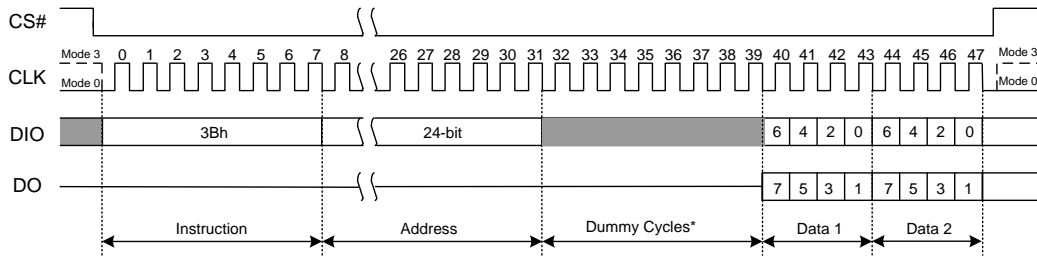 CS#
Mode 3 0 1 2 3 4 5 6 7 8 26 27 28 29 30 31 32 33 34 35 36 37 38 39 40 41 42 43 44 45 46 47 Mode 3
CLK
Mode 0 Mode 0
DIO 3Bh 24-bit 6 4 2 0 6 4 2 0
DO 7 5 3 1 7 5 3 1
Instruction Address Dummy Cycles* Data 1 Data 2